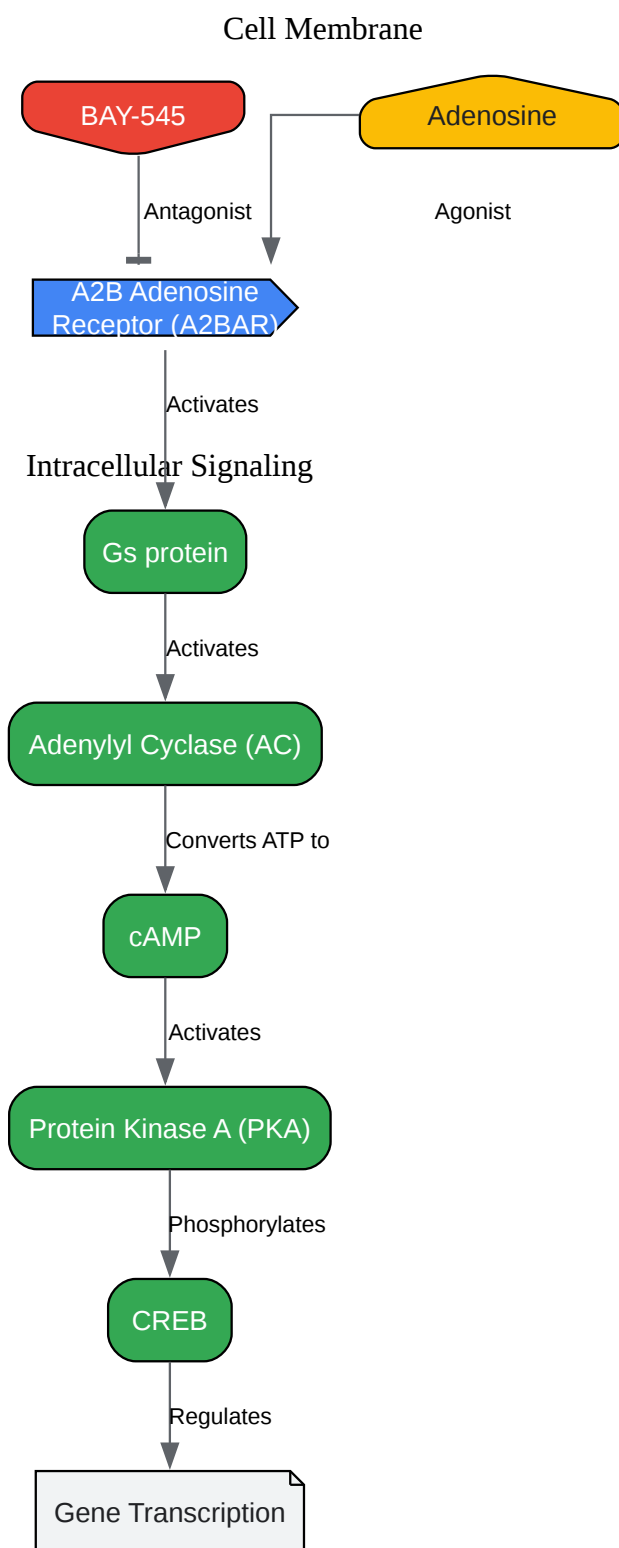 Cell Membrane
BAY-545
Adenosine
Antagonist
Agonist
A2B Adenosine
Receptor (A2BAR)
Activates
Intracellular Signaling
Gs protein
Activates
Adenylyl Cyclase (AC)
Converts ATP to
cAMP
Activates
Protein Kinase A (PKA)
Phosphorylates
CREB
Regulates
Gene Transcription